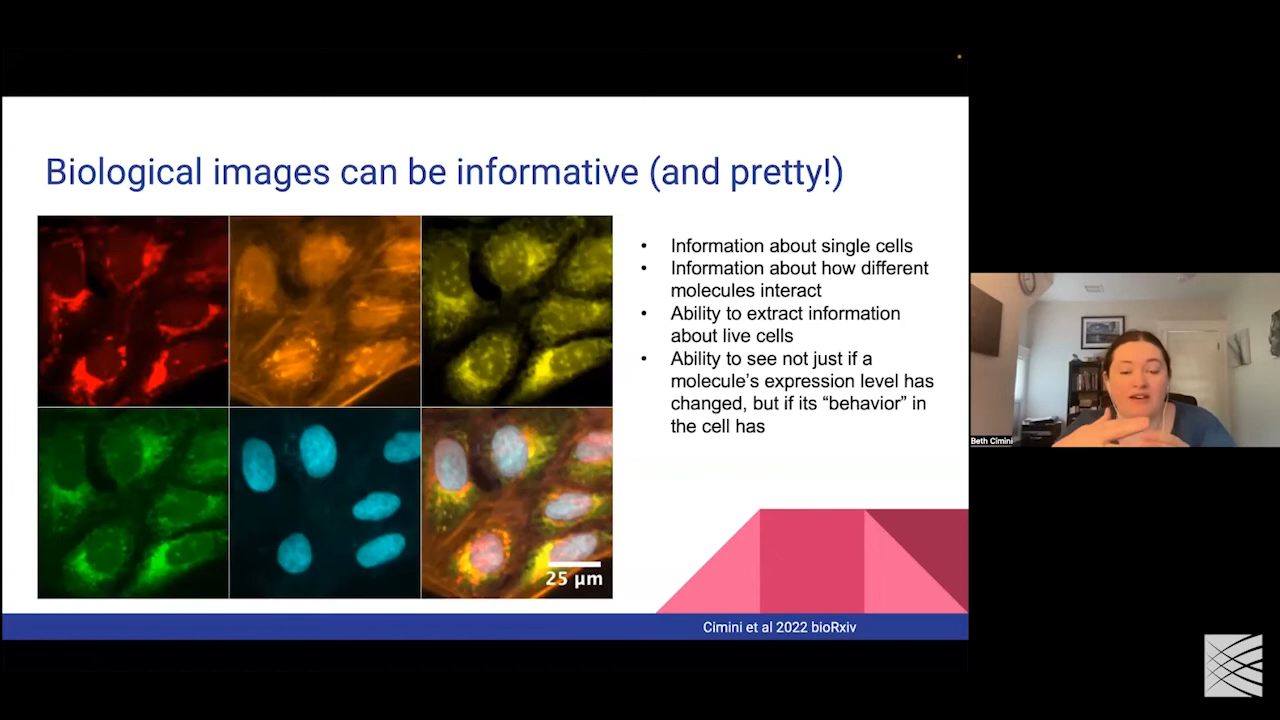 Biological images can be informative (and pretty!)
• Information about single cells
• Information about how different
molecules interact
• Ability to extract information
about live cells
• Ability to see not just if a
molecule’s expression level has
changed, but if its “behavior” in
the cell has
25 μm
Cimini et al 2022 bioRxiv
Beth Cimini